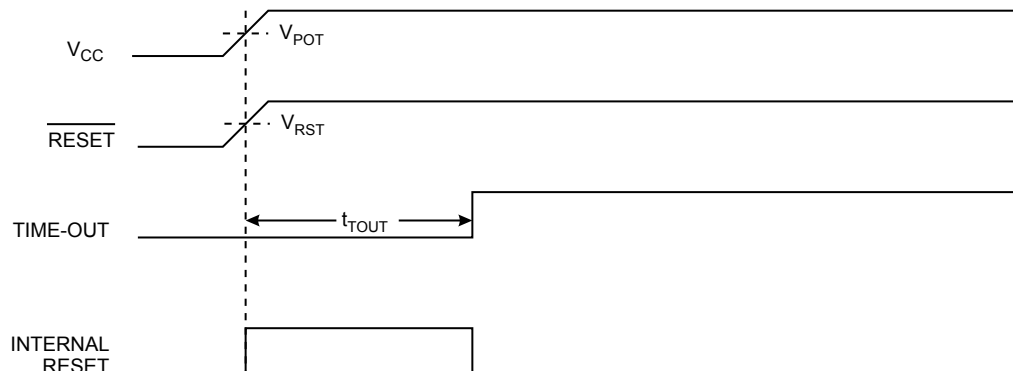 V_CC
V_POT
RESET
V_RST
TIME-OUT
t_TOUT
INTERNAL
RESET